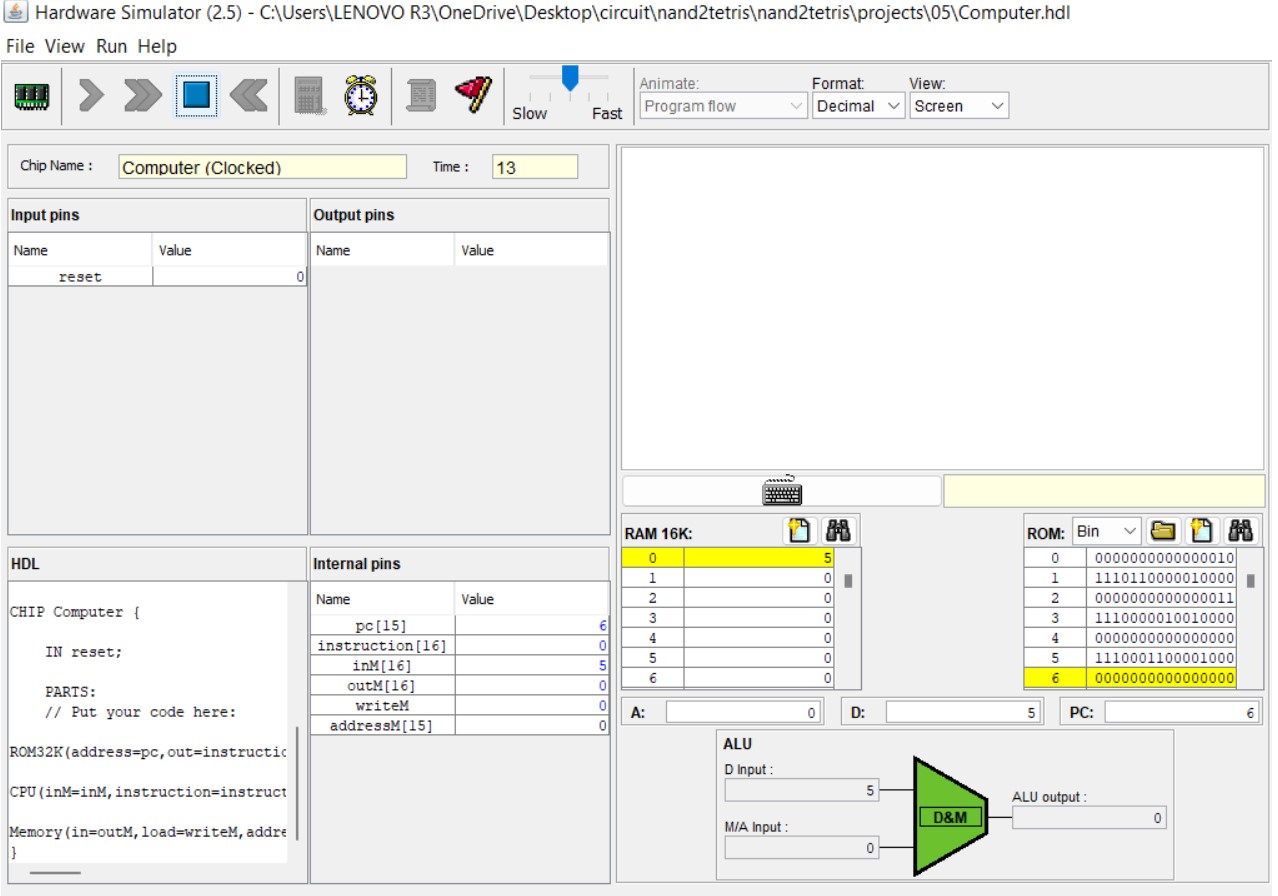 Hardware Simulator (2.5) - C:\Users\LENOVO R3\OneDrive\Desktop\circuit\nand2tetris\nand2tetris\projects\05\Computer.hdl
File View Run Help
Slow Fast
Animate: Format: View:
Program flow Decimal Screen
Chip Name : Computer (Clocked) Time : 13
Input pins
Name Value
reset 0
Output pins
Name Value
HDL
CHIP Computer {
IN reset;
PARTS:
// Put your code here:
ROM32K(address=pc,out=instructic
CPU(inM=inM,instruction=instruct
Memory(in=outM,load=writeM,addre
}
Internal pins
Name Value
pc[15] 6
instruction[16] 0
inM[16] 5
outM[16] 0
writeM 0
addressM[15] 0
RAM 16K:
0 5
1 0
2 0
3 0
4 0
5 0
6 0
ROM: Bin
0 0000000000000010
1 1110110000010000
2 0000000000000011
3 1110000010010000
4 0000000000000000
5 1110001100001000
6 0000000000000000
A: 0 D: 5 PC: 6
ALU
D Input :
5
M/A Input :
0
D&M
ALU output :
0